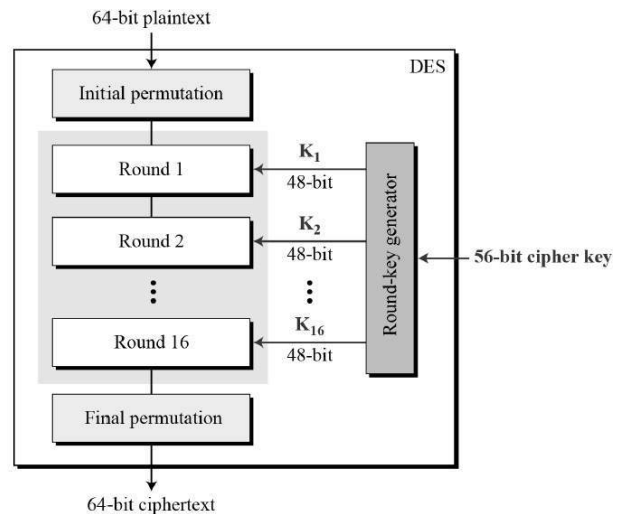 64-bit plaintext
DES
Initial permutation
Round 1
K1
48-bit
Round 2
K2
48-bit
Round 16
K16
48-bit
Round-key generator
56-bit cipher key
Final permutation
64-bit ciphertext